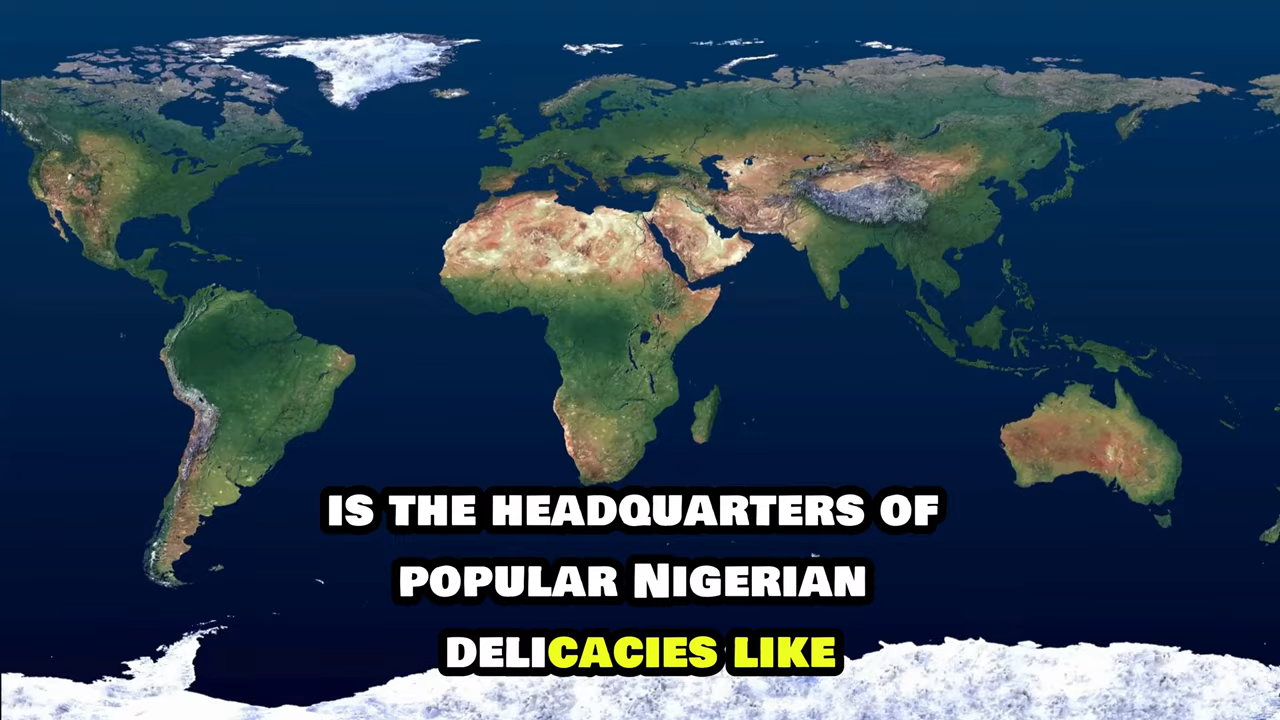 IS THE HEADQUARTERS OF
POPULAR NIGERIAN
DELICACIES LIKE